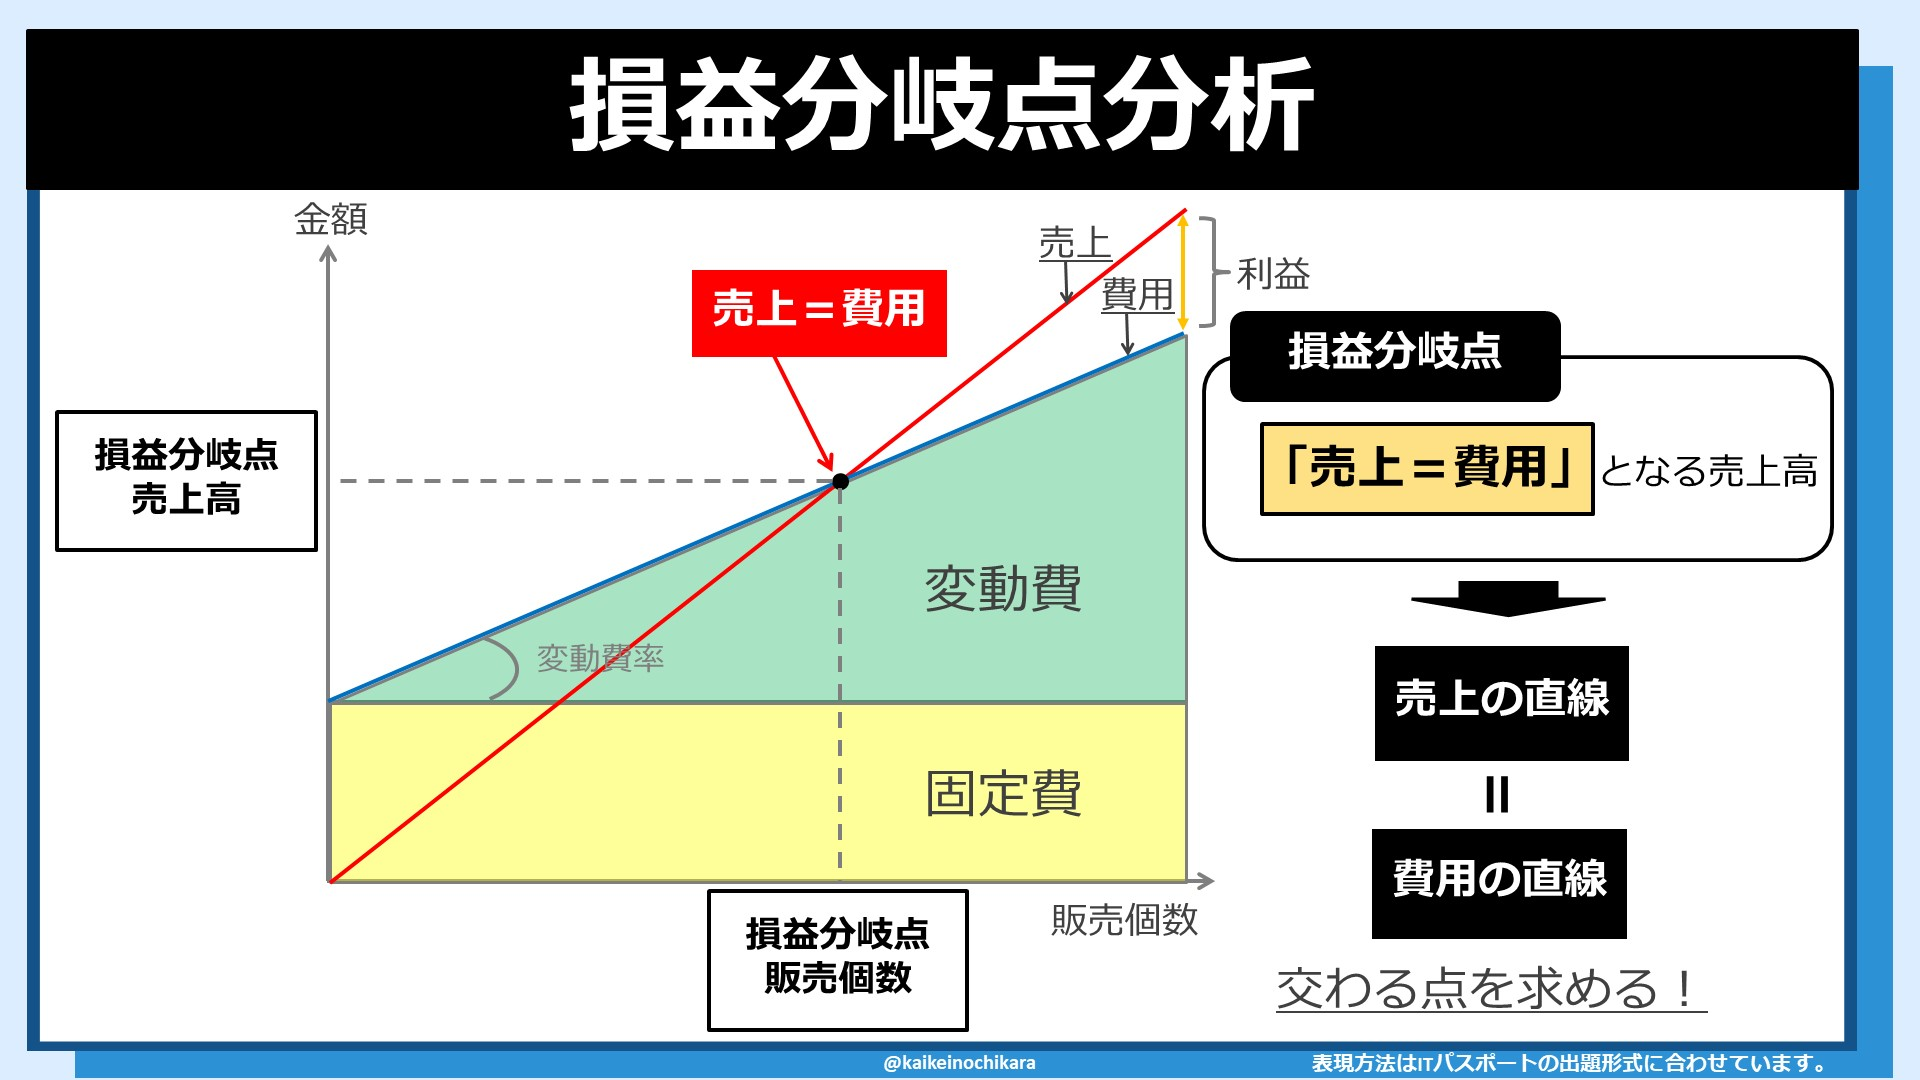 損益分岐点分析
金額
売上
費用
利益
売上＝費用
損益分岐点
「売上＝費用」となる売上高
損益分岐点
売上高
変動費
変動費率
固定費
売上の直線
＝
費用の直線
交わる点を求める！
販売個数
損益分岐点
販売個数
@kaikeinochikara
表現方法はITパスポートの出題形式に合わせています。